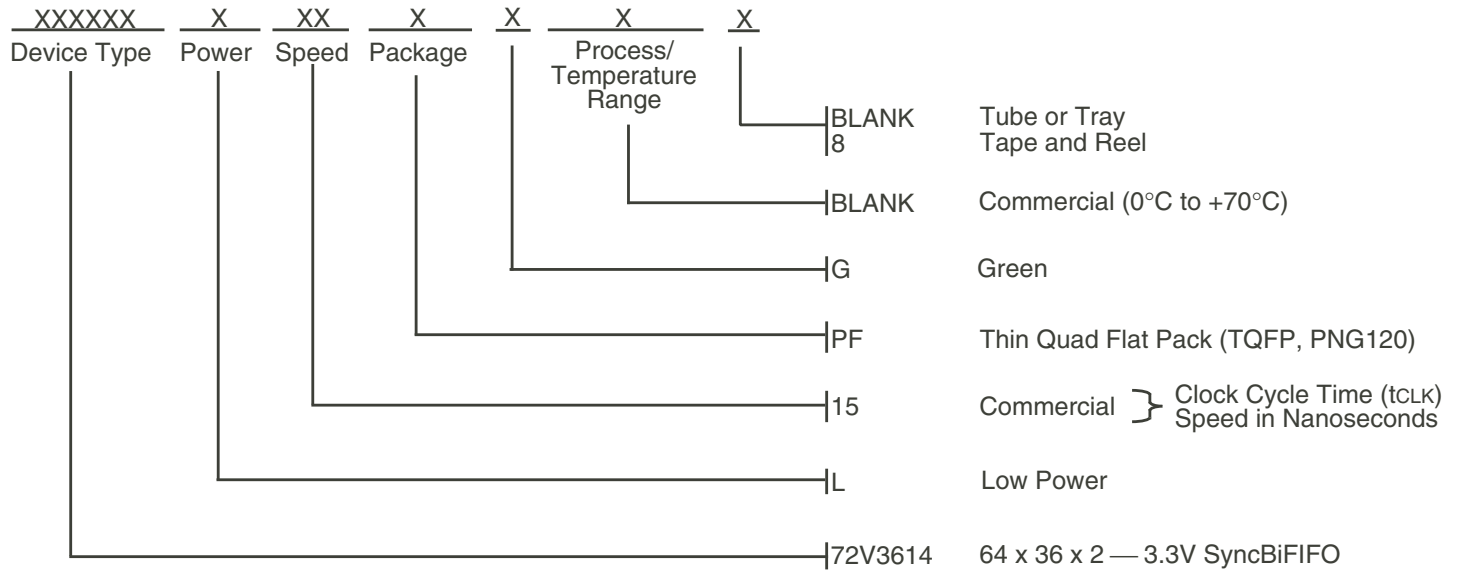 XXXXXX X XX X X X X
Device Type Power Speed Package Process/
Temperature
Range
BLANK Tube or Tray
8 Tape and Reel
BLANK Commercial (0°C to +70°C)
G Green
PF Thin Quad Flat Pack (TQFP, PNG120)
15 Commercial } Clock Cycle Time (tCLK)
Speed in Nanoseconds
L Low Power
72V3614 64 x 36 x 2 — 3.3V SyncBiFIFO